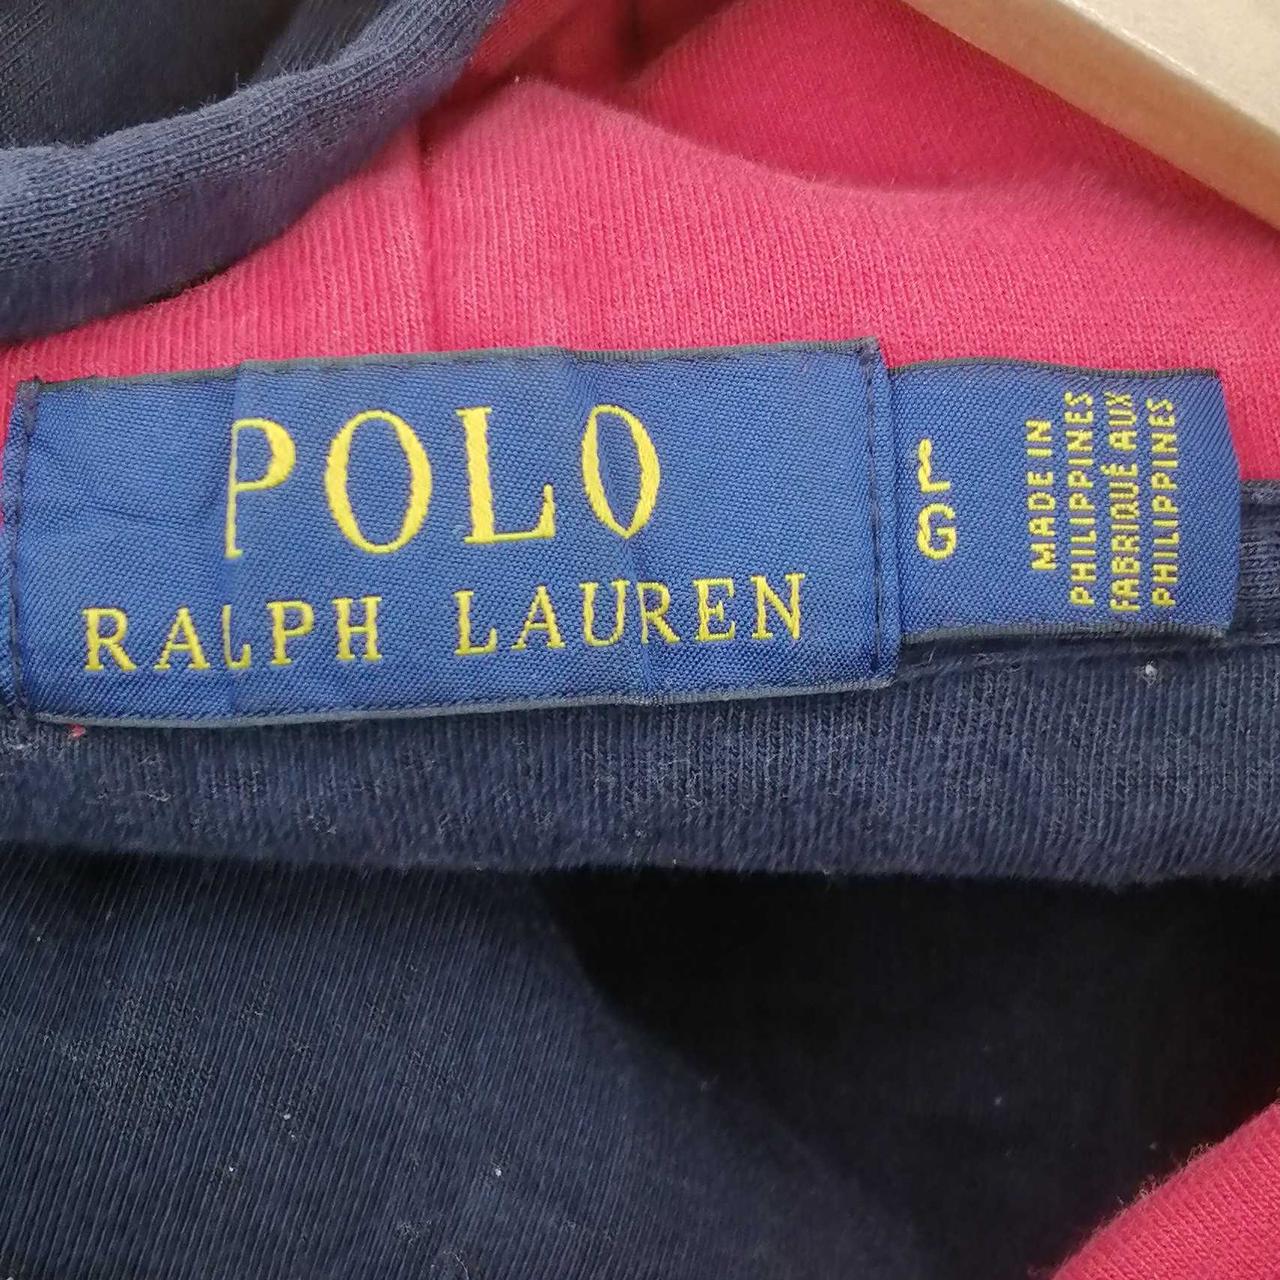 POLO
RALPH LAUREN
G L
MADE IN
PHILIPPINES
FABRIQUÉ AUX
PHILIPPINES